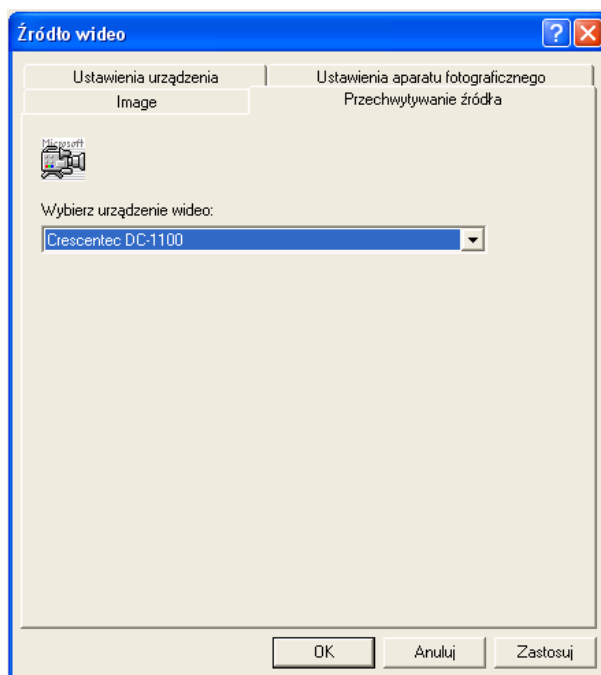 Źródło wideo
Ustawienia urządzenia
Ustawienia aparatu fotograficznego
Image
Przechwytywanie źródła
Microsoft
Wybierz urządzenie wideo:
Crescentec DC-1100
OK
Anuluj
Zastosuj